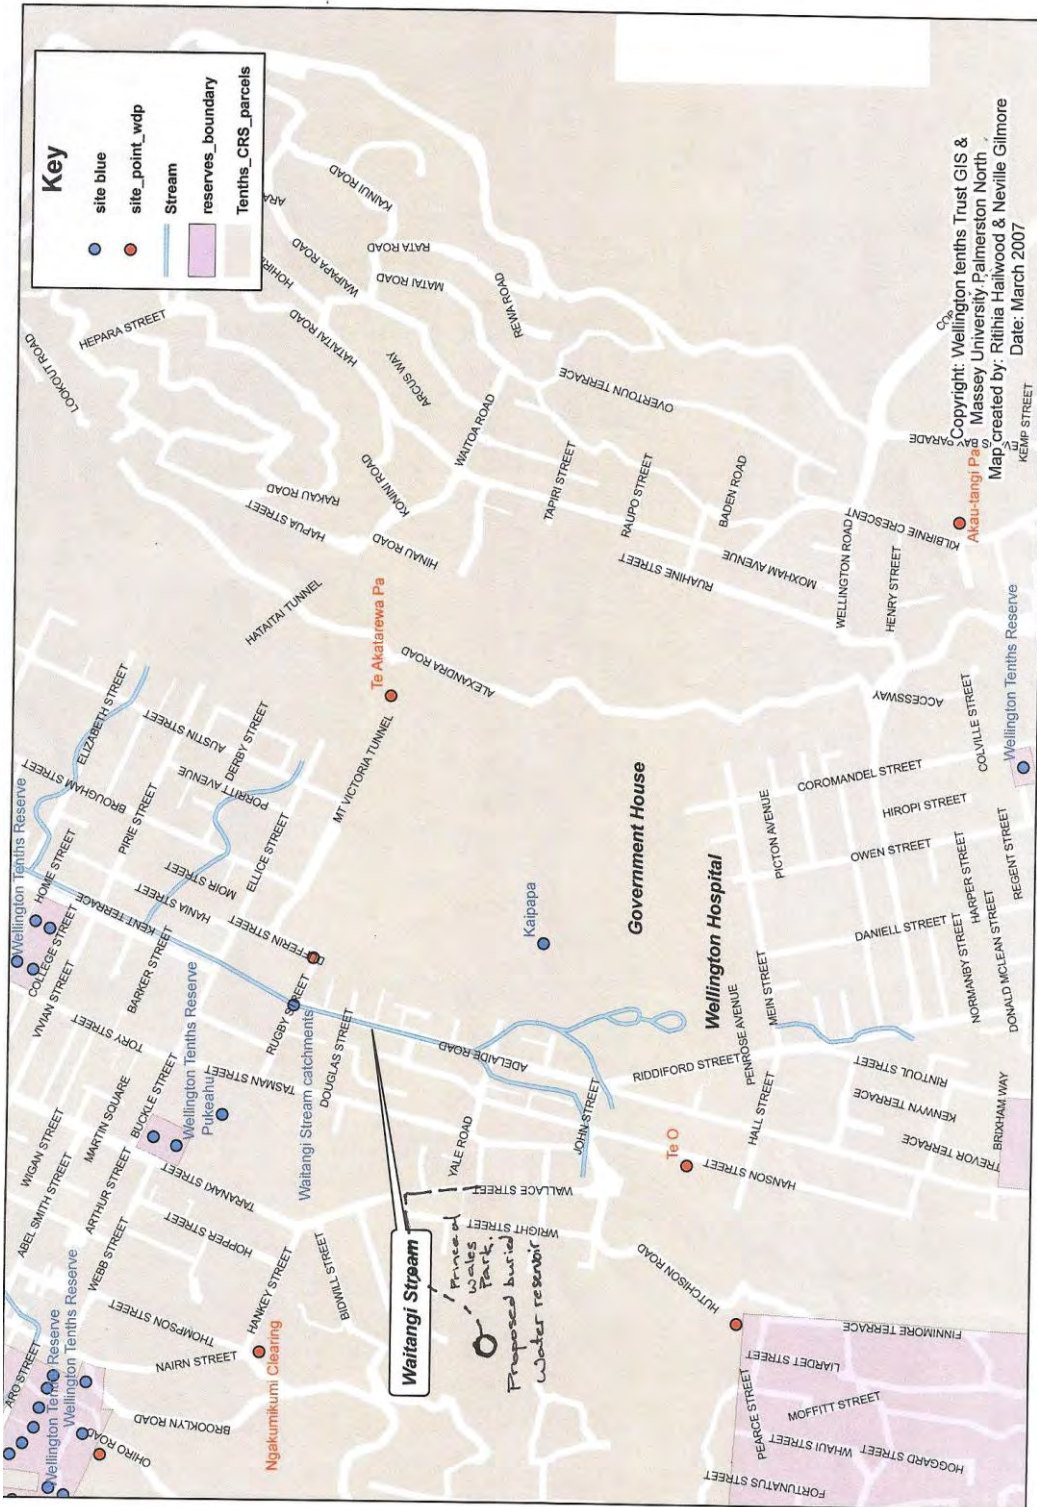 Key
site blue
site_point_wdp
Stream
reserves_boundary
Tenths_CRS_parcels
LOOKOUT ROAD
HEPARA STREET
HATAITAI ROAD
WAIPAPA ROAD
KAINUI ROAD
RATA ROAD
MATAI ROAD
REWA ROAD
ARCUS WAY
WAITOA ROAD
OVERTOUN TERRACE
KONINI ROAD
RAKAU ROAD
HAPUA STREET
HINAU ROAD
HATAITAI TUNNEL
TAPIRI STREET
RAUPO STREET
BADEN ROAD
RUAHINE STREET
MOXHAM AVENUE
WELLINGTON ROAD
HENRY STREET
KILBIRNIE CRESCENT
Akau-tangi Pa
KEMP STREET
Copyright: Wellington tenths Trust GIS &
Massey University.Palmerston North
Map created by: Ritihia Hailwood & Neville Gilmore
Date: March 2007
Te Akatarewa Pa
ALEXANDRA ROAD
MT VICTORIA TUNNEL
ACCESSWAY
COLVILLE STREET
Wellington Tenths Reserve
COROMANDEL STREET
HIROPI STREET
OWEN STREET
PICTON AVENUE
DANIELL STREET
HARPER STREET
REGENT STREET
NORMANBY STREET
DONALD MCLEAN STREET
Government House
Wellington Hospital
Kaipapa
ELIZABETH STREET
AUSTIN STREET
DERBY STREET
BROUGHAM STREET
PORRITT AVENUE
PIRIE STREET
ELLICE STREET
MOIR STREET
HANIA STREET
KENT TERRACE
HOME STREET
Wellington Tenths Reserve
COLLEGE STREET
VIVIAN STREET
TORY STREET
BARKER STREET
DUFFERIN STREET
RUGBY STREET
DOUGLAS STREET
TASMAN STREET
Waitangi Stream catchments
Wellington Tenths Reserve
Pukeahu
BUCKLE STREET
MARTIN SQUARE
WIGAN STREET
ARTHUR STREET
ABEL SMITH STREET
WEBB STREET
TARANAKI STREET
HOPPER STREET
THOMPSON STREET
HANKEY STREET
BIDWILL STREET
NAIRN STREET
BROOKLYN ROAD
OHIRO ROAD
ARO STREET
Wellington Tenths Reserve
Wellington Tenths Reserve
Ngakumikumi Clearing
Waitangi Stream
Prince of
Wales
Park.
Proposed buried
water reservoir
ADELAIDE ROAD
YALE ROAD
JOHN STREET
WALLACE STREET
WRIGHT STREET
RIDDIFORD STREET
PENROSE AVENUE
MEIN STREET
HALL STREET
HANSON STREET
Te O
RINTOUL STREET
KENWYN TERRACE
TREVOR TERRACE
BRIXHAM WAY
HUTCHISON ROAD
FINNIMORE TERRACE
LIARDET STREET
PEARCE STREET
MOFFITT STREET
WHAUI STREET
HOGGARD STREET
FORTUNATUS STREET